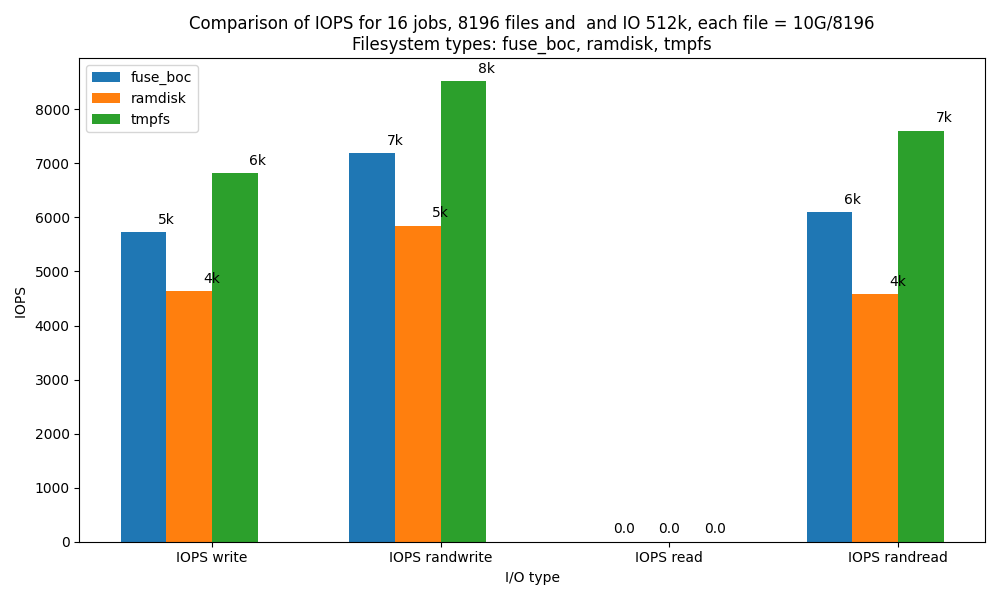 Comparison of IOPS for 16 jobs, 8196 files and  and IO 512k, each file = 10G/8196
Filesystem types: fuse_boc, ramdisk, tmpfs
fuse_boc
ramdisk
tmpfs
IOPS
8000
7000
6000
5000
4000
3000
2000
1000
0
5k
4k
6k
7k
5k
8k
0.0
0.0
0.0
6k
4k
7k
IOPS write
IOPS randwrite
IOPS read
IOPS randread
I/O type